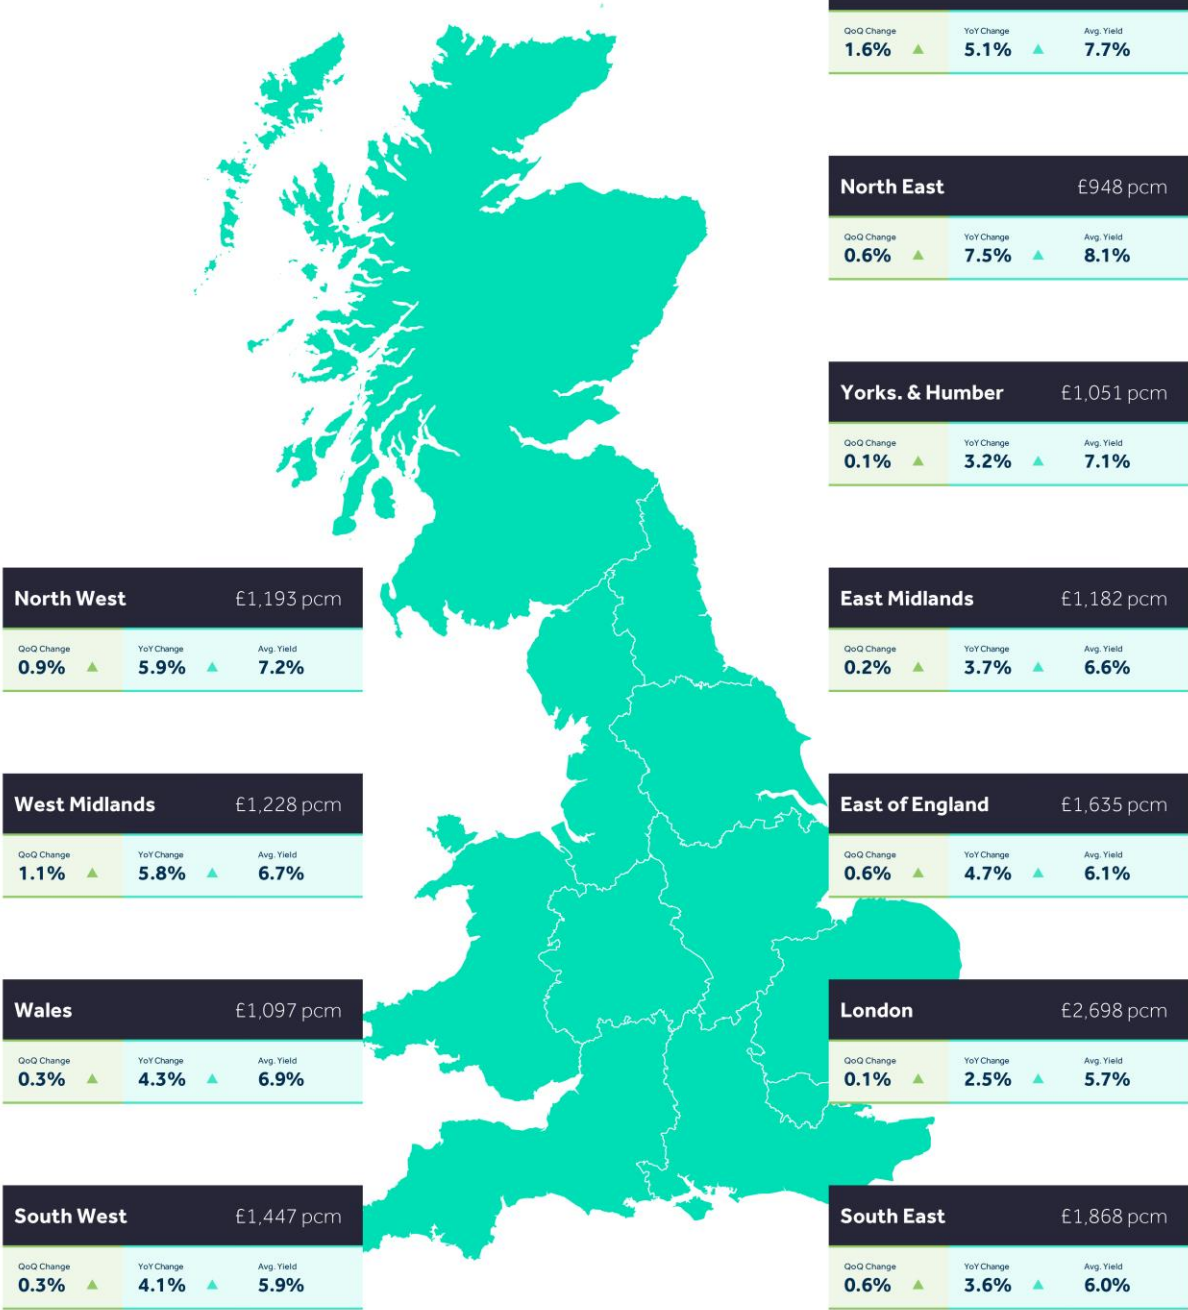 QoQ Change YoY Change Avg. Yield
1.6% 5.1% 7.7%
North East £948 pcm
QoQ Change YoY Change Avg. Yield
0.6% 7.5% 8.1%
Yorks. & Humber £1,051 pcm
QoQ Change YoY Change Avg. Yield
0.1% 3.2% 7.1%
North West £1,193 pcm
QoQ Change YoY Change Avg. Yield
0.9% 5.9% 7.2%
East Midlands £1,182 pcm
QoQ Change YoY Change Avg. Yield
0.2% 3.7% 6.6%
West Midlands £1,228 pcm
QoQ Change YoY Change Avg. Yield
1.1% 5.8% 6.7%
East of England £1,635 pcm
QoQ Change YoY Change Avg. Yield
0.6% 4.7% 6.1%
Wales £1,097 pcm
QoQ Change YoY Change Avg. Yield
0.3% 4.3% 6.9%
London £2,698 pcm
QoQ Change YoY Change Avg. Yield
0.1% 2.5% 5.7%
South West £1,447 pcm
QoQ Change YoY Change Avg. Yield
0.3% 4.1% 5.9%
South East £1,868 pcm
QoQ Change YoY Change Avg. Yield
0.6% 3.6% 6.0%